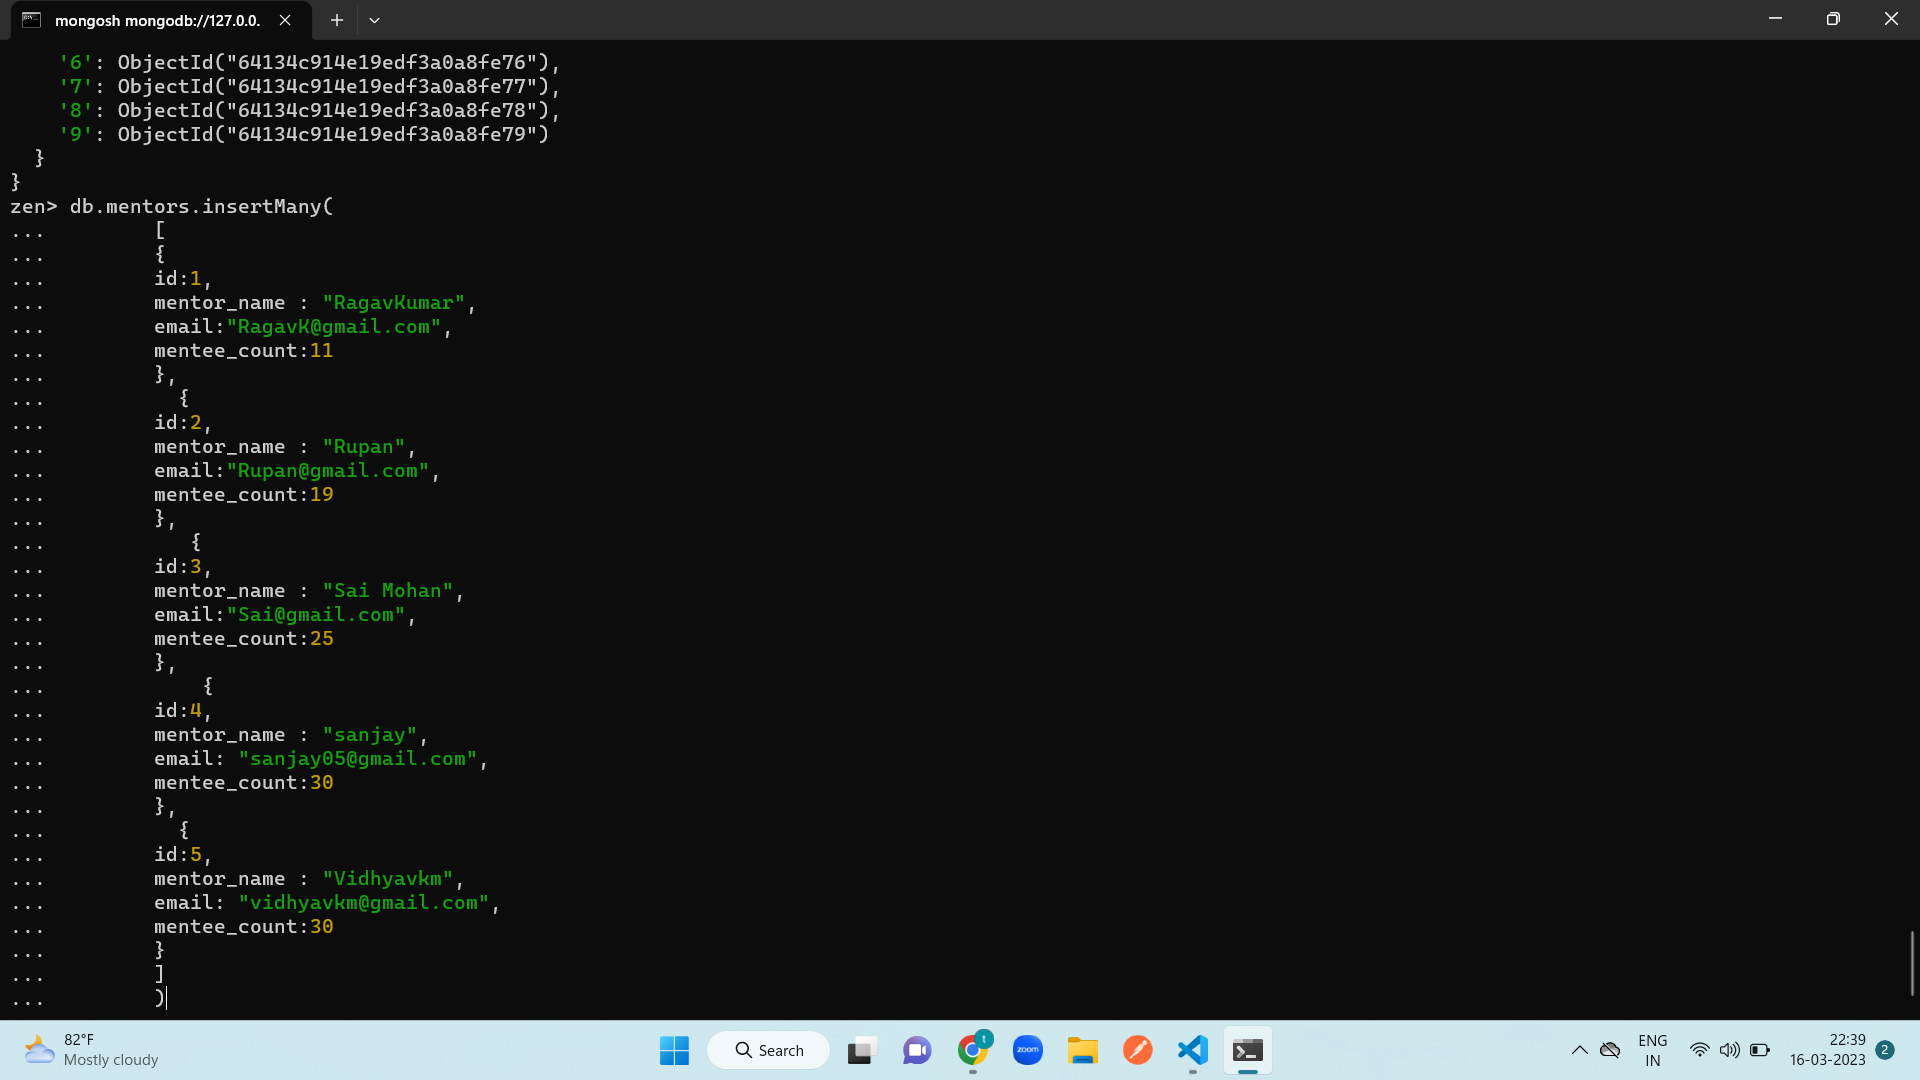 mongosh mongodb://127.0.0.
'6': ObjectId("64134c914e19edf3a0a8fe76"),
'7': ObjectId("64134c914e19edf3a0a8fe77"),
'8': ObjectId("64134c914e19edf3a0a8fe78"),
'9': ObjectId("64134c914e19edf3a0a8fe79")
}
}
zen> db.mentors.insertMany(
... [
... {
... id:1,
... mentor_name : "RagavKumar",
... email:"RagavK@gmail.com",
... mentee_count:11
... },
... {
... id:2,
... mentor_name : "Rupan",
... email:"Rupan@gmail.com",
... mentee_count:19
... },
... {
... id:3,
... mentor_name : "Sai Mohan",
... email:"Sai@gmail.com",
... mentee_count:25
... },
... {
... id:4,
... mentor_name : "sanjay",
... email: "sanjay05@gmail.com",
... mentee_count:30
... },
... {
... id:5,
... mentor_name : "Vidhyavkm",
... email: "vidhyavkm@gmail.com",
... mentee_count:30
... }
... ]
... )
82°F
Mostly cloudy
Search
t
zoom
ENG
IN
22:39
16-03-2023
2